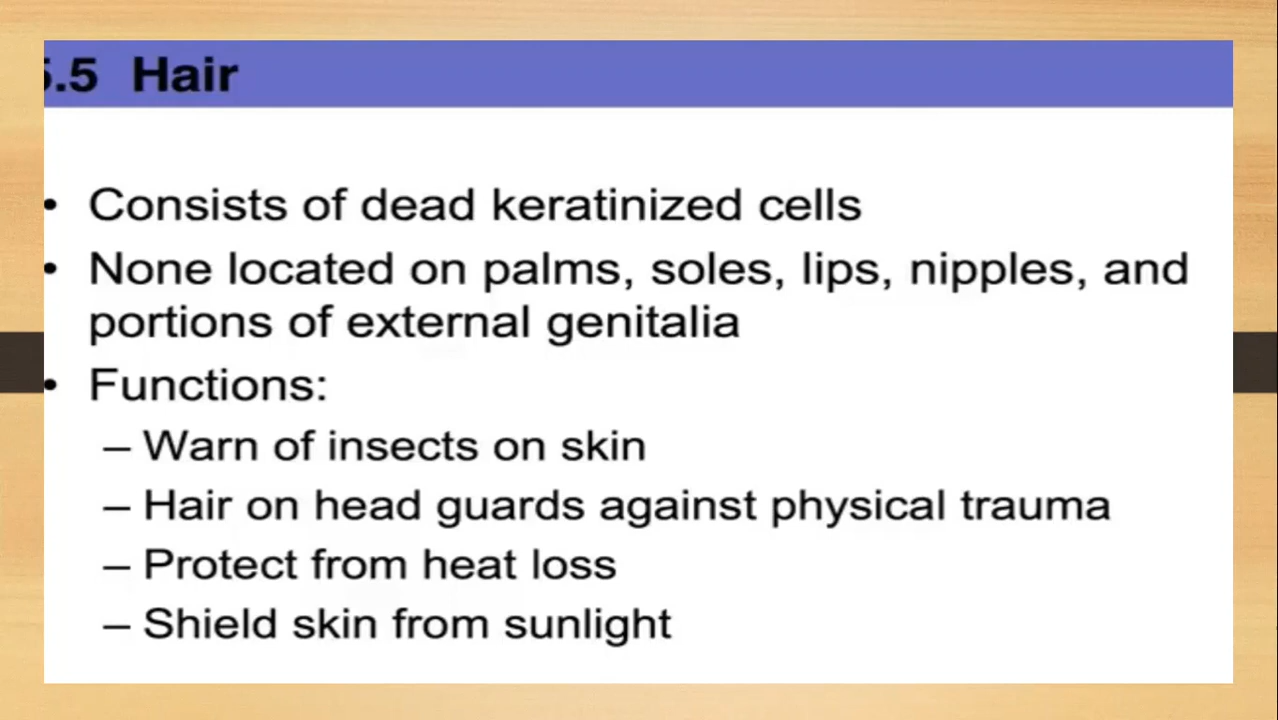 5.5 Hair
• Consists of dead keratinized cells
• None located on palms, soles, lips, nipples, and
portions of external genitalia
• Functions:
– Warn of insects on skin
– Hair on head guards against physical trauma
– Protect from heat loss
– Shield skin from sunlight